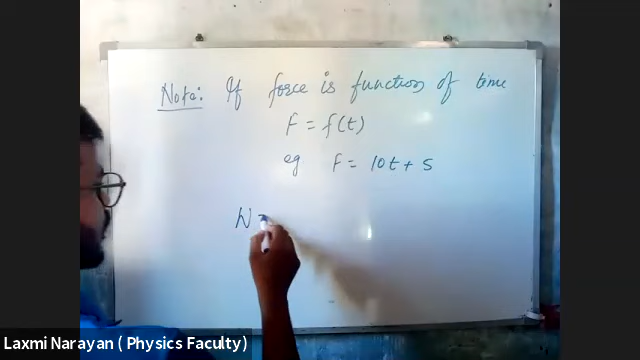 Note: If force is function of time
F = f(t)
eg F = 10t + 5
W =
Laxmi Narayan ( Physics Faculty)